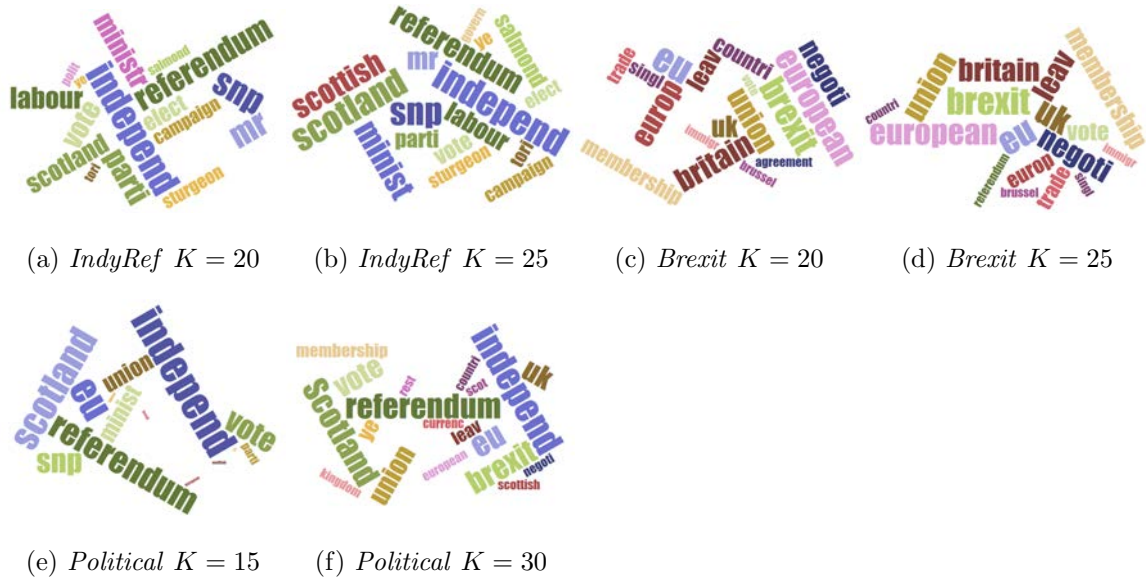 ministr
polit
ye
salmond
referendum
labour
independ
vote
elect
campaign
snp
mr
scotland
tori
parti
sturgeon
referendum
govern
ye
salmond
mr
scottish
scotland
independ
elect
snp
labour
parti
minist
vote
sturgeon
tori
campaign
trade
singl
eu
leav
countri
europ
vote
european
negoti
brexit
union
uk
immigr
membership
britain
brussel
agreement
countri
union
britain
leav
membership
brexit
european
uk
vote
eu
negoti
immigr
referendum
europ
brussel
trade
singl
(a) IndyRef K = 20
(b) IndyRef K = 25
(c) Brexit K = 20
(d) Brexit K = 25
scotland
eu
union
independ
minist
vote
parti
referendum
snp
membership
vote
rest
countri
scot
independ
uk
scotland
referendum
currenc
ye
leav
eu
european
brexit
negoti
kingdom
union
scottish
(e) Political K = 15
(f) Political K = 30